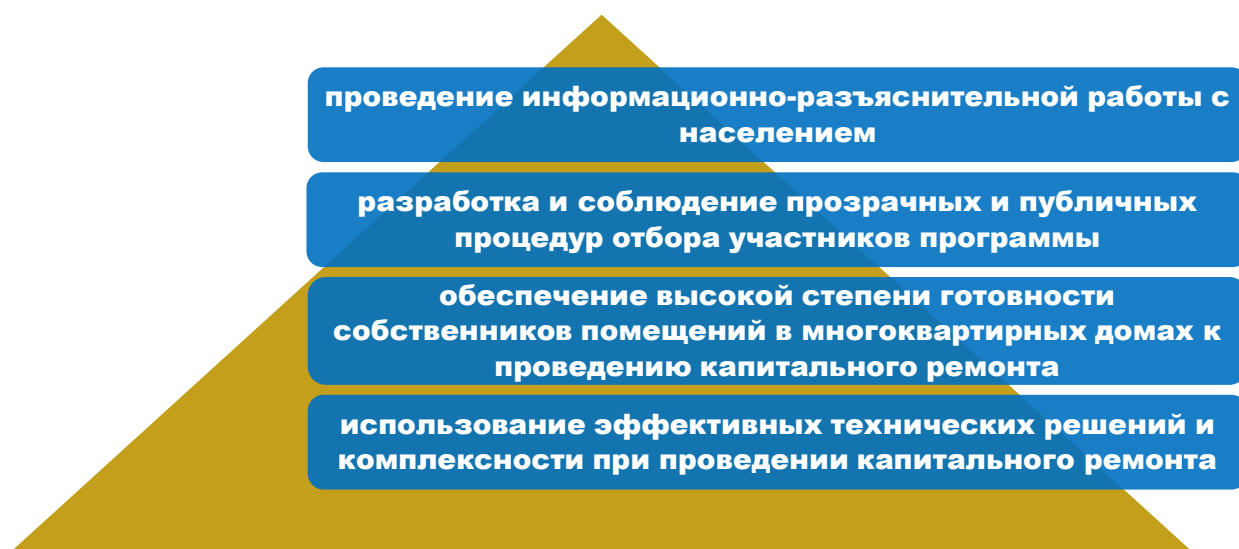 проведение информационно-разъяснительной работы с
населением
разработка и соблюдение прозрачных и публичных
процедур отбора участников программы
обеспечение высокой степени готовности
собственников помещений в многоквартирных домах к
проведению капитального ремонта
использование эффективных технических решений и
комплексности при проведении капитального ремонта